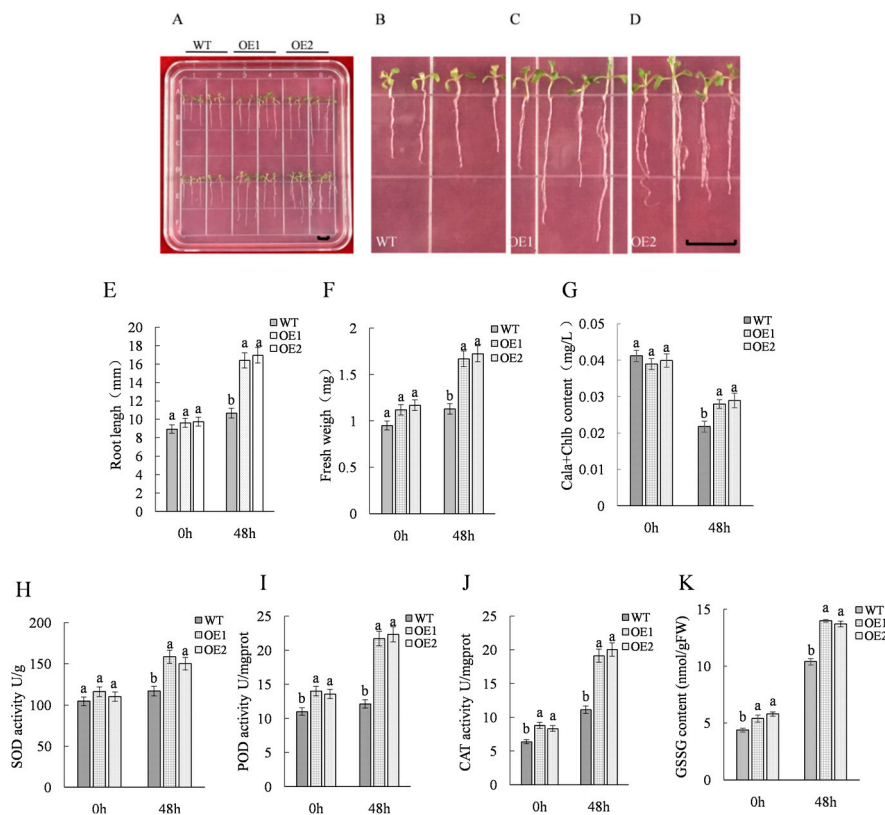 A
B
C
D
WT
OE1
OE2
WT
OE1
OE2
E
F
G
Root lengh（mm）
20
18
16
14
12
10
8
6
4
2
0
a
a
a
b
a
a
WT
OE1
OE2
0h
48h
Fresh weigh（mg）
2
1.5
1
0.5
0
a
a
a
b
a
a
WT
OE1
OE2
0h
48h
Cala+Chlb content（mg/L）
0.05
0.04
0.03
0.02
0.01
0
a
a
a
b
a
a
WT
OE1
OE2
0h
48h
H
I
J
K
SOD activity U/g
200
150
100
50
0
a
a
a
b
a
a
WT
OE1
OE2
0h
48h
POD activity U/mgprot
25
20
15
10
5
0
b
a
a
b
a
a
WT
OE1
OE2
0h
48h
CAT activity U/mgprot
25
20
15
10
5
0
b
a
a
b
a
a
WT
OE1
OE2
0h
48h
GSSG content (nmol/gFW)
15
10
5
0
b
a
a
b
a
a
WT
OE1
OE2
0h
48h